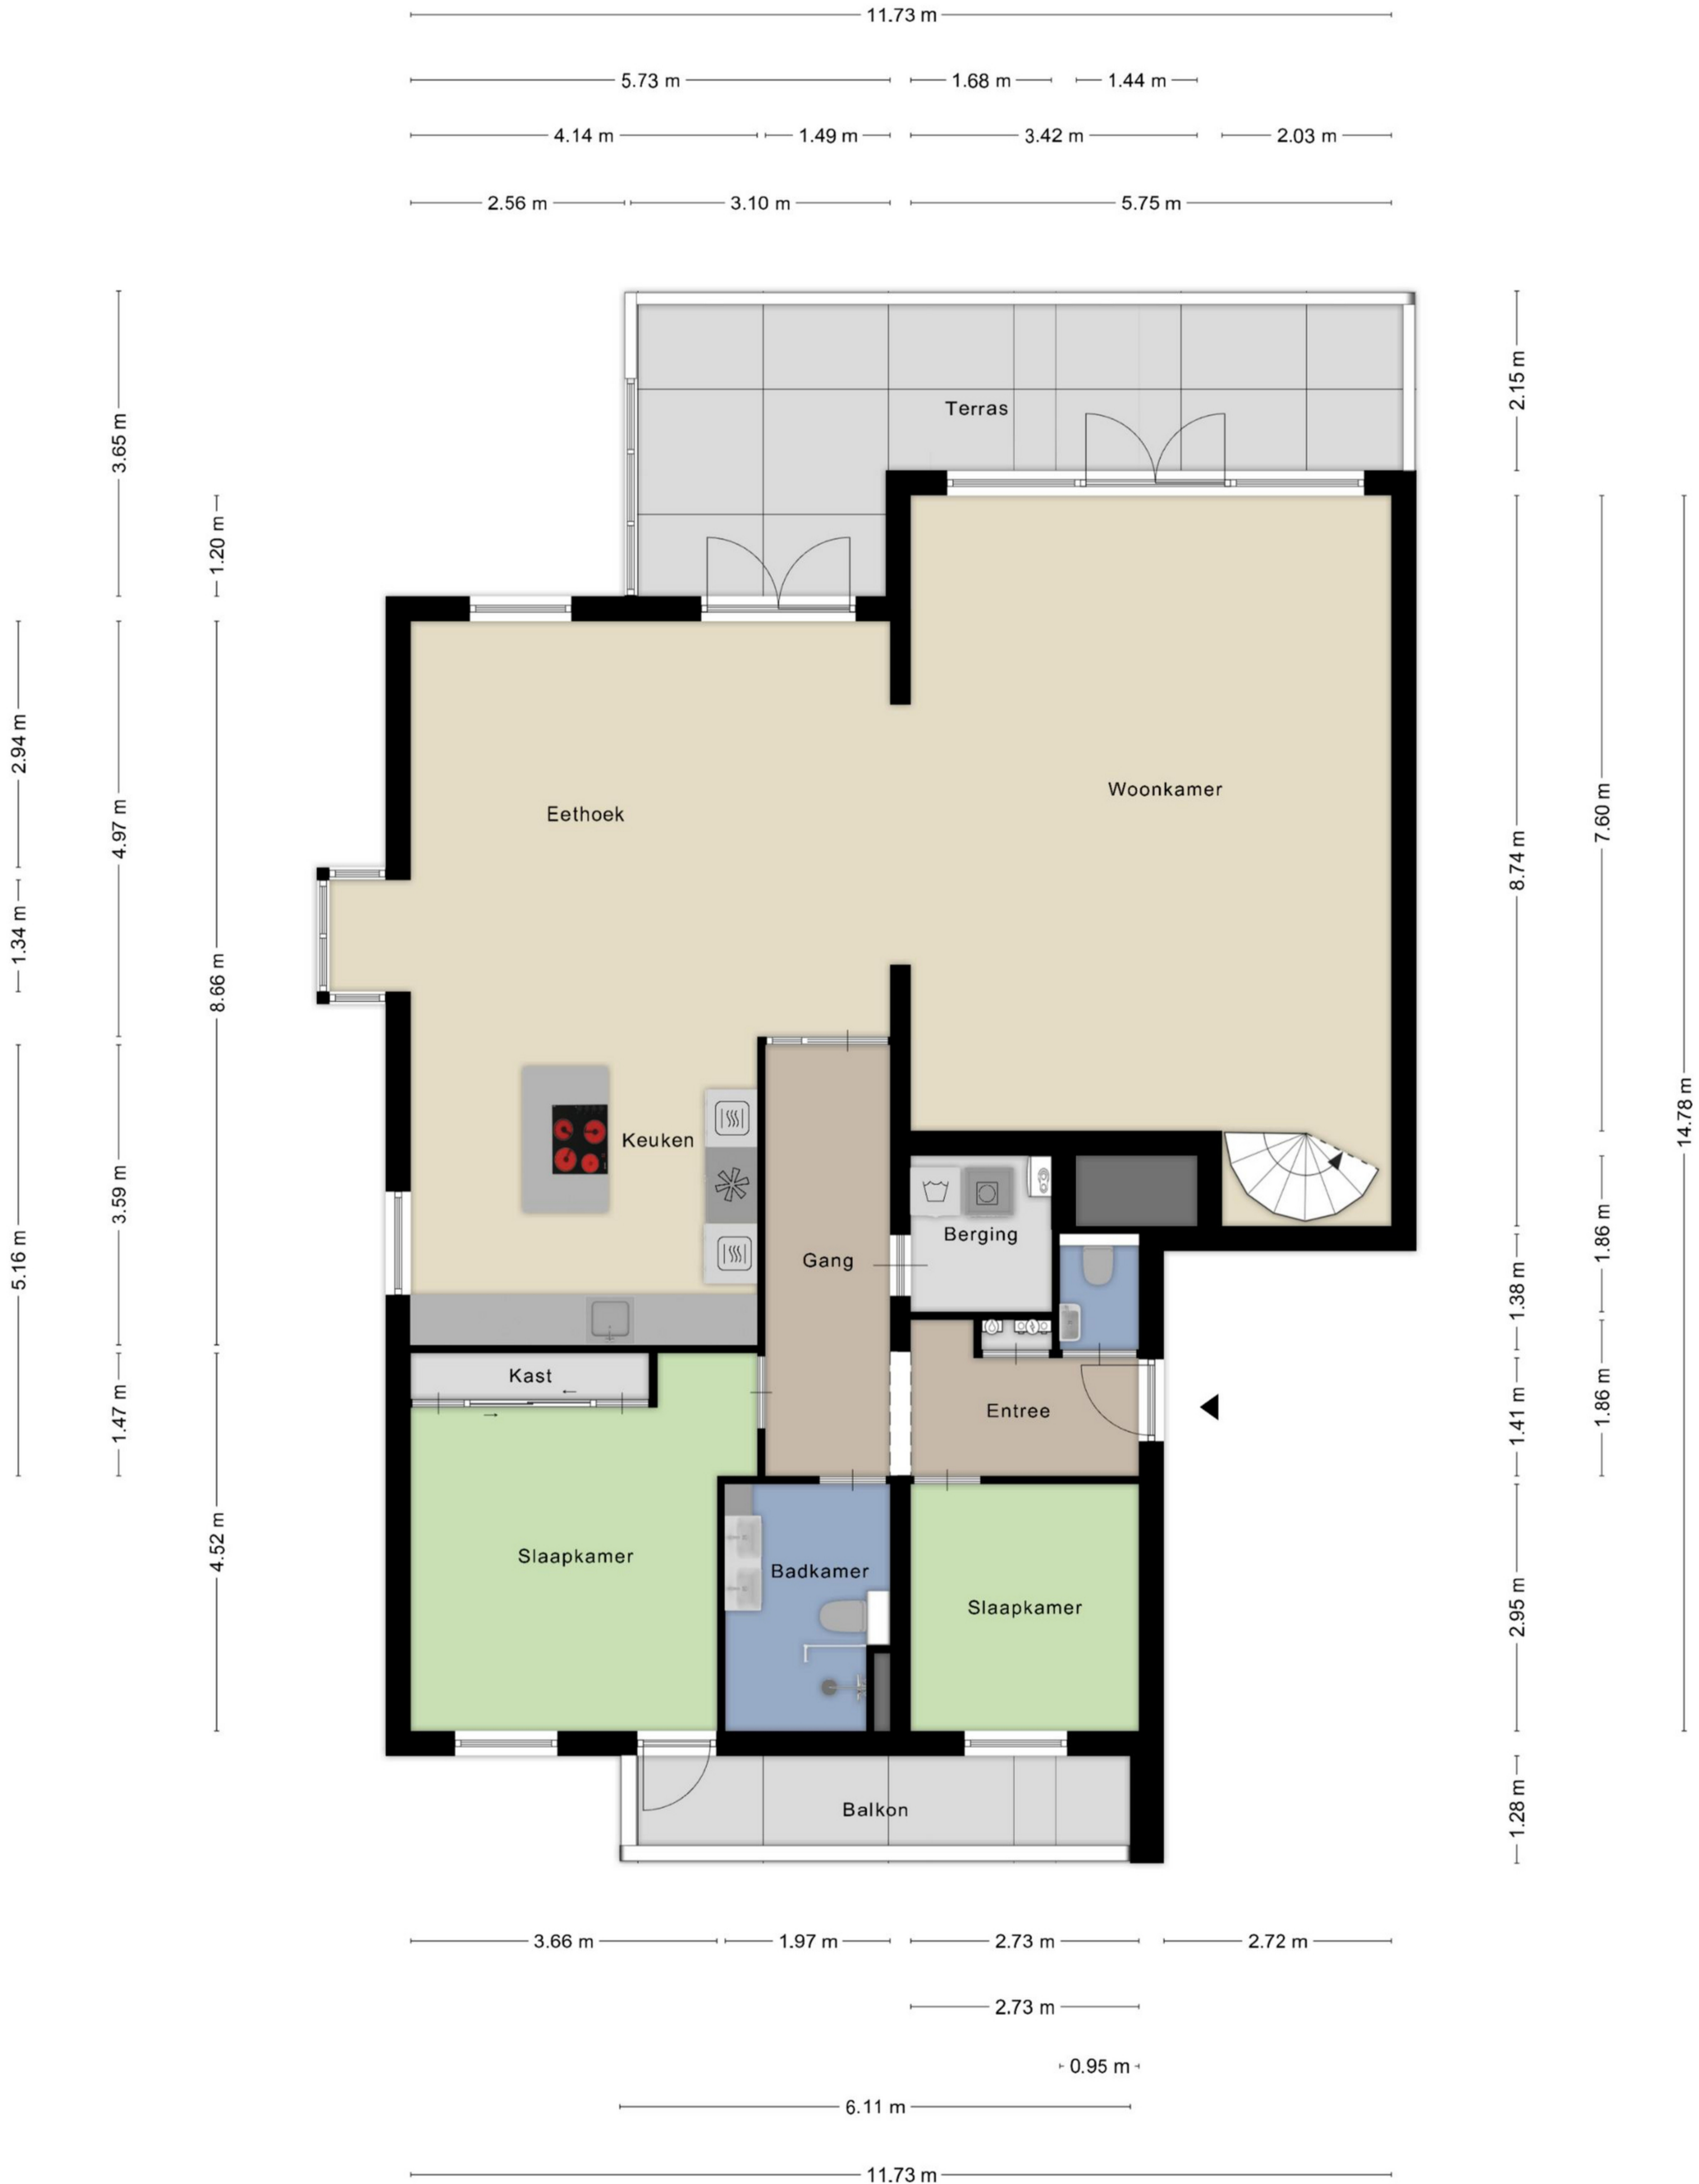 11.73 m
5.73 m
1.68 m
1.44 m
4.14 m
1.49 m
3.42 m
2.03 m
2.56 m
3.10 m
5.75 m
3.65 m
1.20 m
2.15 m
Terras
2.94 m
4.97 m
1.34 m
8.66 m
Eethoek
Woonkamer
8.74 m
7.60 m
14.78 m
5.16 m
3.59 m
Keuken
Gang
Berging
1.38 m
1.86 m
1.47 m
Kast
Entree
1.41 m
1.86 m
4.52 m
Slaapkamer
Badkamer
Slaapkamer
2.95 m
Balkon
1.28 m
3.66 m
1.97 m
2.73 m
2.72 m
2.73 m
0.95 m
6.11 m
11.73 m